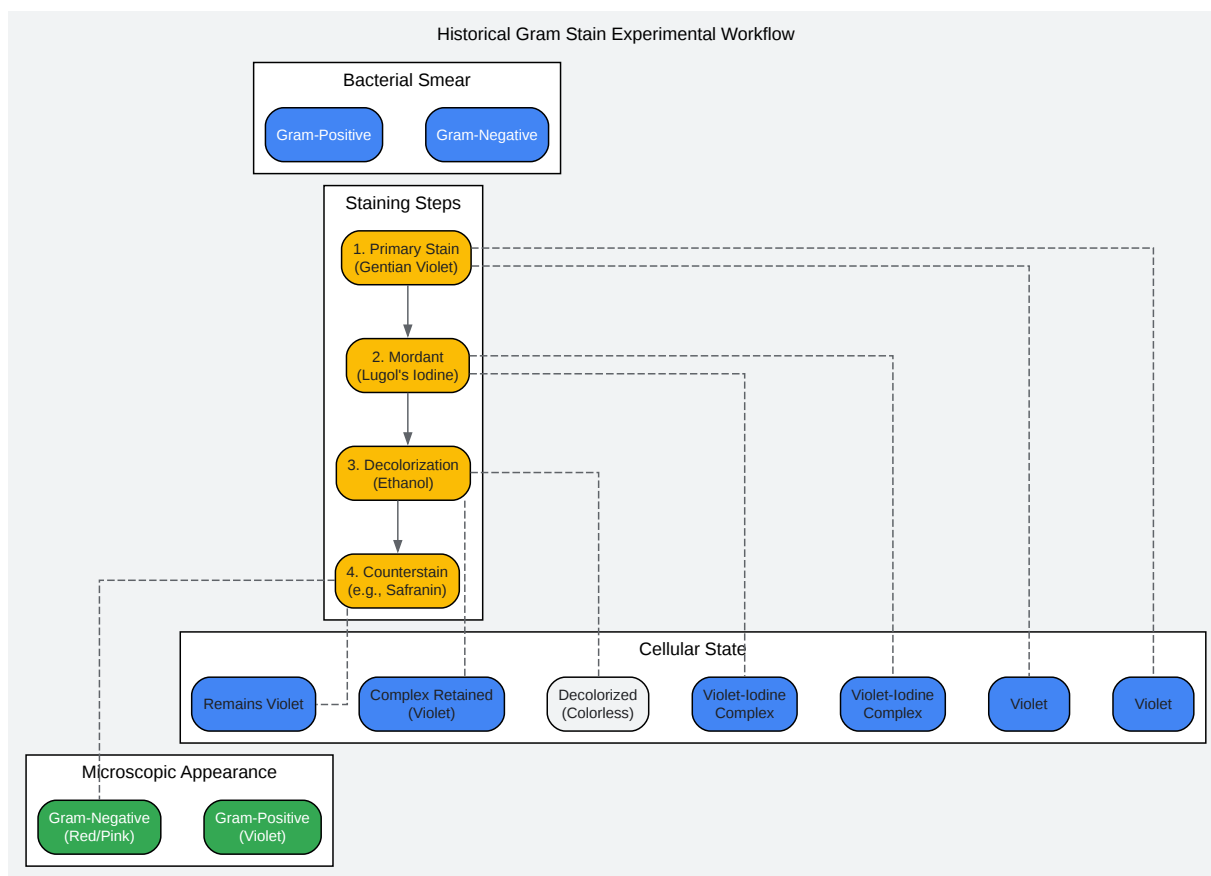 Historical Gram Stain Experimental Workflow
Bacterial Smear
Gram-Positive
Gram-Negative
Staining Steps
1. Primary Stain
(Gentian Violet)
2. Mordant
(Lugol's Iodine)
3. Decolorization
(Ethanol)
4. Counterstain
(e.g., Safranin)
Cellular State
Remains Violet
Complex Retained
(Violet)
Decolorized
(Colorless)
Violet-Iodine
Complex
Violet-Iodine
Complex
Violet
Violet
Microscopic Appearance
Gram-Negative
(Red/Pink)
Gram-Positive
(Violet)